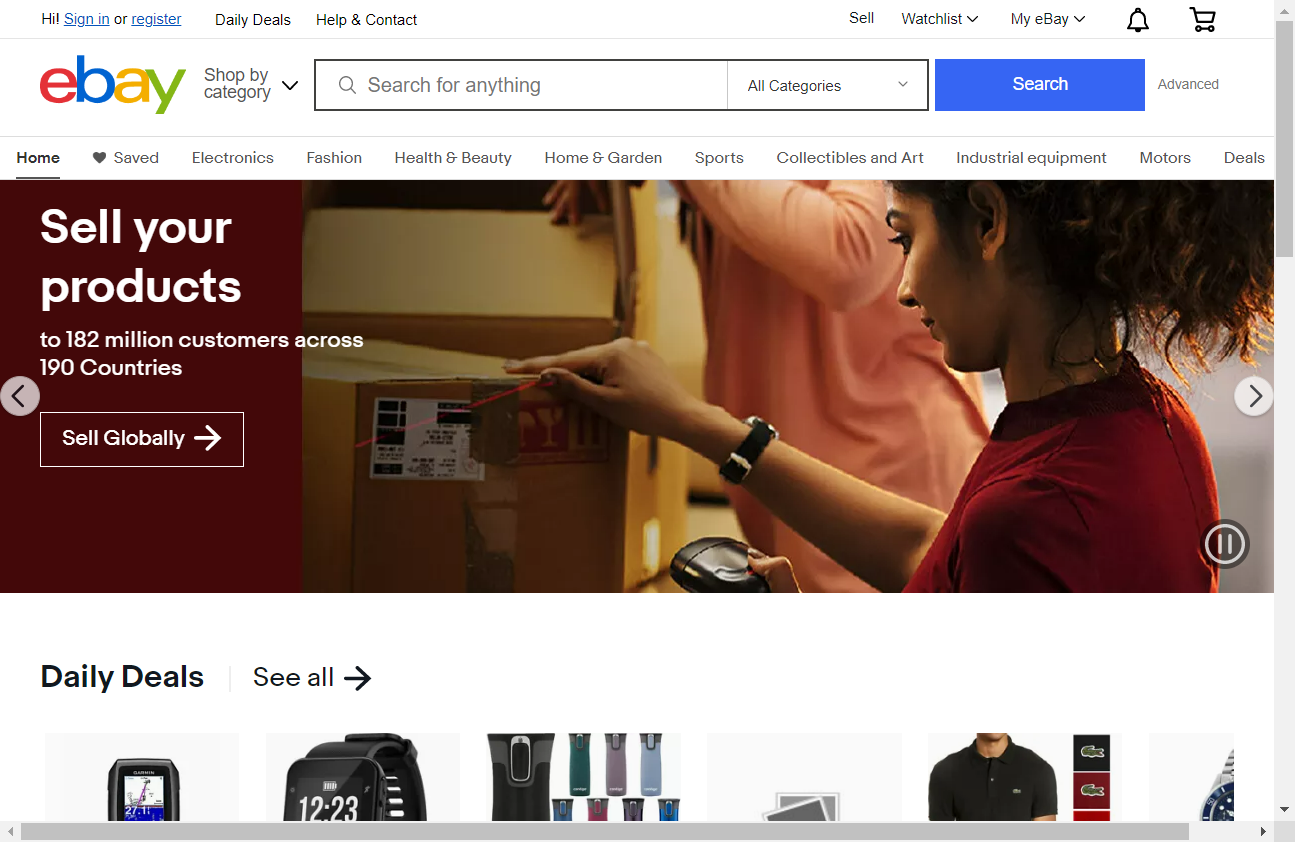 Hi! Sign in or register
Daily Deals
Help & Contact
Sell
Watchlist
My eBay
ebay
Shop by
category
Search for anything
All Categories
Search
Advanced
Home
Saved
Electronics
Fashion
Health & Beauty
Home & Garden
Sports
Collectibles and Art
Industrial equipment
Motors
Deals
Sell your
products
to 182 million customers across
190 Countries
Sell Globally
Daily Deals
See all
GARMIN
27.1
12:23